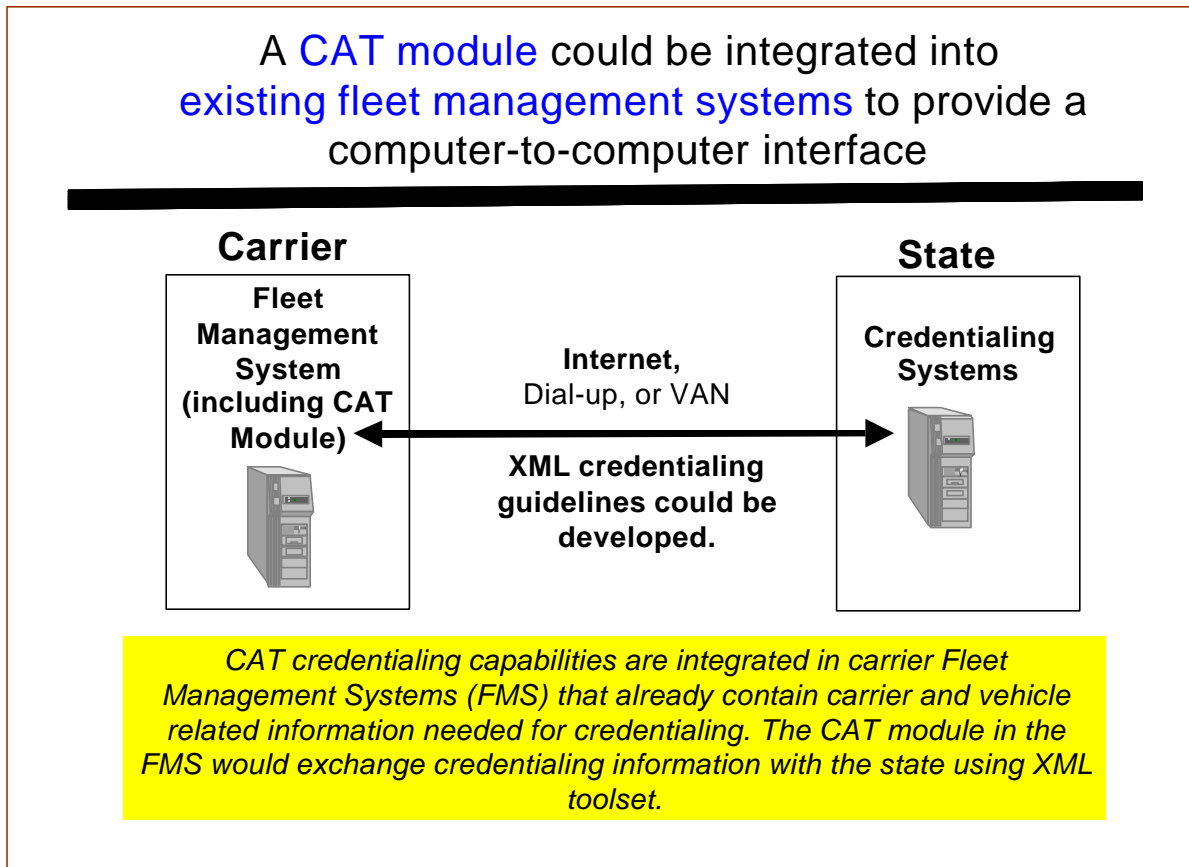 A CAT module could be integrated into
existing fleet management systems to provide a
computer-to-computer interface
Carrier
Fleet
Management
System
(including CAT
Module)
Internet,
Dial-up, or VAN
XML credentialing
guidelines could be
developed.
State
Credentialing
Systems
CAT credentialing capabilities are integrated in carrier Fleet
Management Systems (FMS) that already contain carrier and vehicle
related information needed for credentialing. The CAT module in the
FMS would exchange credentialing information with the state using XML
toolset.